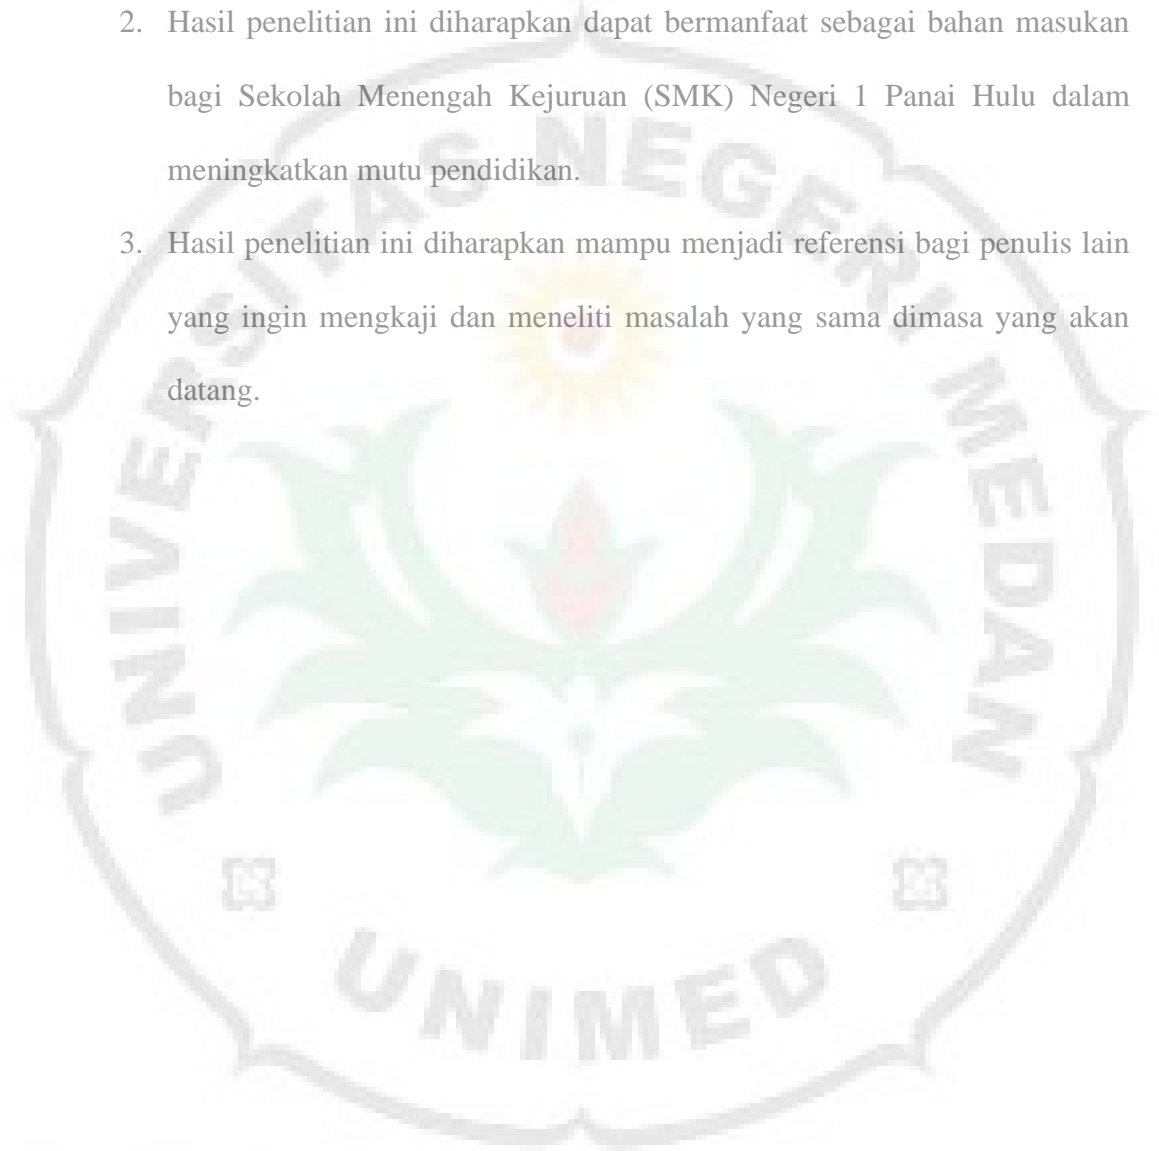 2. Hasil penelitian ini diharapkan dapat bermanfaat sebagai bahan masukan
bagi Sekolah Menengah Kejuruan (SMK) Negeri 1 Panai Hulu dalam
meningkatkan mutu pendidikan.
3. Hasil penelitian ini diharapkan mampu menjadi referensi bagi penulis lain
yang ingin mengkaji dan meneliti masalah yang sama dimasa yang akan
datang.
UNIVERSITAS NEGERI MEDAN
UNIMED